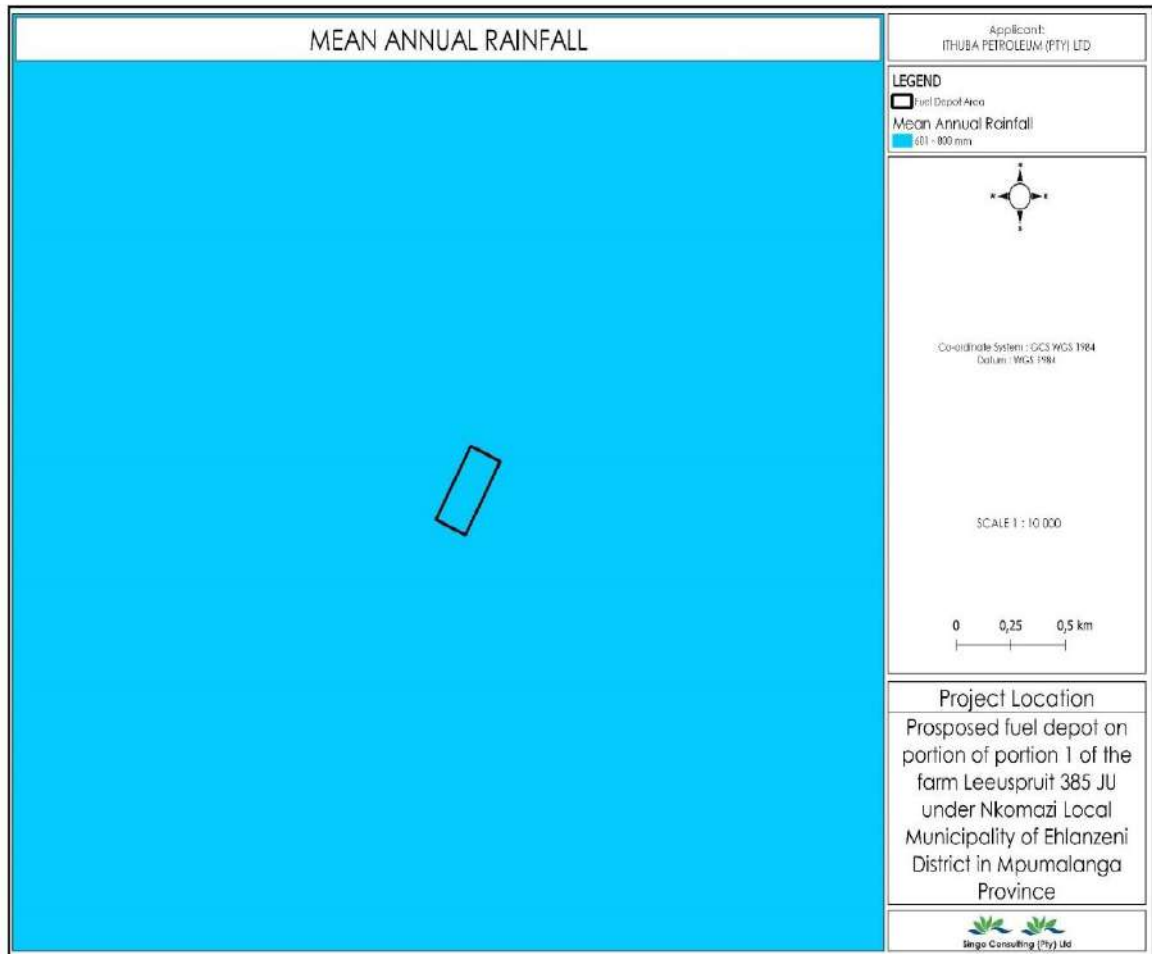 MEAN ANNUAL RAINFALL
Applicant:
ITHUBA PETROLEUM (PTY) LTD
LEGEND
Fuel Depot Area
Mean Annual Rainfall
601 - 800 mm
Co-ordinate System : GCS WGS 1984
Datum : WGS 1984
SCALE 1 : 10 000
0 0,25 0,5 km
Project Location
Prosposed fuel depot on
portion of portion 1 of the
farm Leeuspruit 385 JU
under Nkomazi Local
Municipality of Ehlanzeni
District in Mpumalanga
Province
Singo Consulting (Pty) Ltd